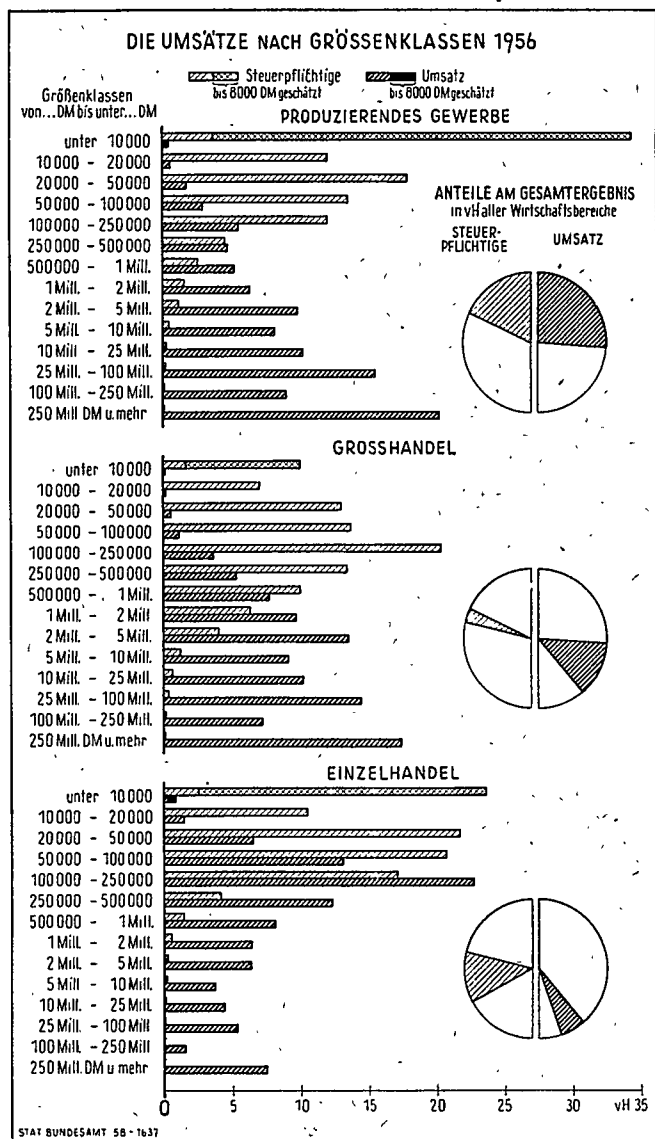 DIE UMSÄTZE NACH GRÖSSENKLASSEN 1956
Steuerpflichtige Umsatz
bis 8000 DM geschätzt bis 8000 DM geschätzt
Größenklassen
von...DM bis unter...DM
PRODUZIERENDES GEWERBE
unter 10000
10000 - 20000
20000 - 50000
50000 - 100000
100000 - 250000
250000 - 500000
500000 - 1 Mill.
1 Mill. - 2 Mill.
2 Mill. - 5 Mill.
5 Mill - 10 Mill.
10 Mill - 25 Mill.
25 Mill. - 100 Mill.
100 Mill. - 250 Mill.
250 Mill DM u. mehr
ANTEILE AM GESAMTERGEBNIS
in vH aller Wirtschaftsbereiche
STEUER-
PFLICHTIGE
UMSATZ
GROSSHANDEL
unter 10000
10000 - 20000
20000 - 50000
50000 - 100000
100000 - 250000
250000 - 500000
500000 - 1 Mill.
1 Mill. - 2 Mill
2 Mill. - 5 Mill.
5 Mill. - 10 Mill.
10 Mill. - 25 Mill.
25 Mill. - 100 Mill.
100 Mill. - 250 Mill
250 Mill. DM u. mehr
EINZELHANDEL
unter 10000
10000 - 20000
20000 - 50000
50000 - 100000
100000 - 250000
250000 - 500000
500000 - 1 Mill.
1 Mill. - 2 Mill.
2 Mill. - 5 Mill.
5 Mill - 10 Mill.
10 Mill. - 25 Mill.
25 Mill. - 100 Mill
100 Mill. - 250 Mill
250 Mill. DM u mehr
0 5 10 15 20 25 30 vH 35
STAT BUNDESAMT 58 - 1637